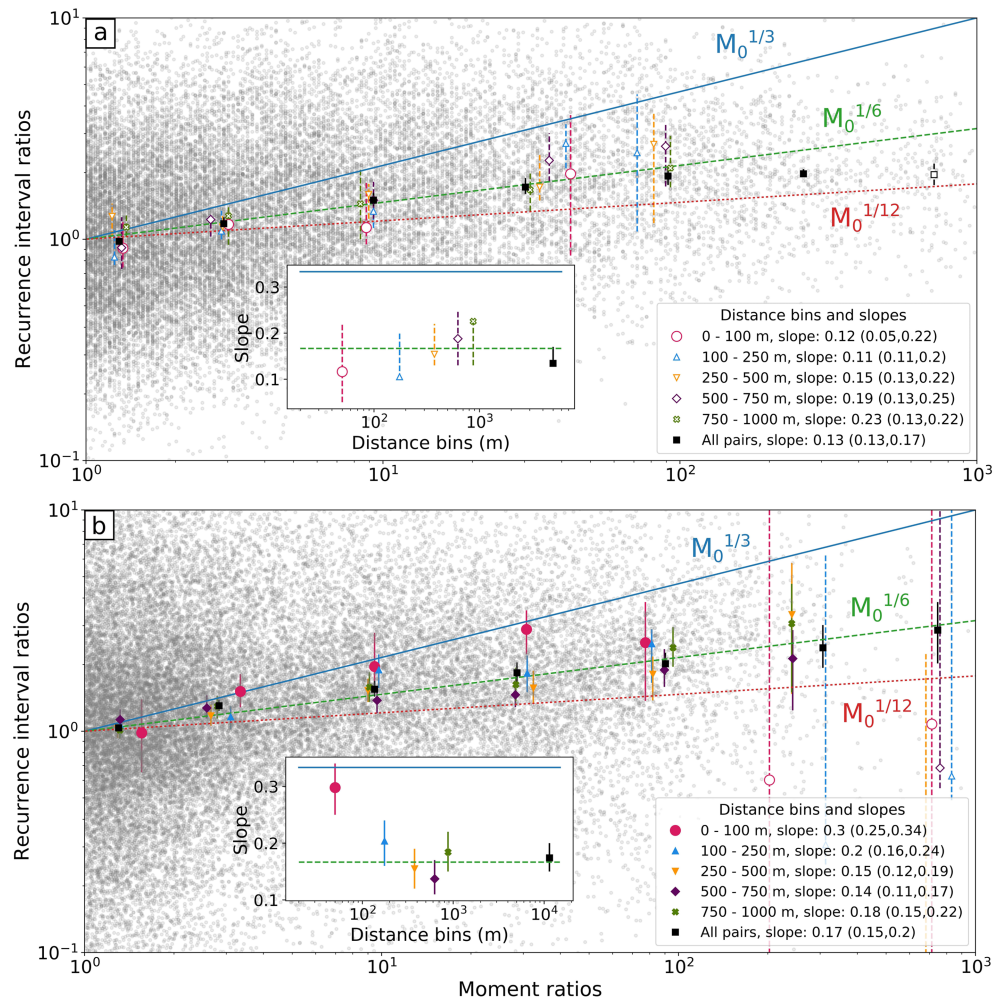 a
10^1
10^0
10^-1
Recurrence interval ratios
M_0^1/3
M_0^1/6
M_0^1/12
0.3
0.2
0.1
Slope
10^2
10^3
Distance bins (m)
Distance bins and slopes
0 - 100 m, slope: 0.12 (0.05,0.22)
100 - 250 m, slope: 0.11 (0.11,0.2)
250 - 500 m, slope: 0.15 (0.13,0.22)
500 - 750 m, slope: 0.19 (0.13,0.25)
750 - 1000 m, slope: 0.23 (0.13,0.22)
All pairs, slope: 0.13 (0.13,0.17)
10^0
10^1
10^2
10^3
b
10^1
10^0
10^-1
Recurrence interval ratios
M_0^1/3
M_0^1/6
M_0^1/12
0.3
0.2
0.1
Slope
10^2
10^3
10^4
Distance bins (m)
Distance bins and slopes
0 - 100 m, slope: 0.3 (0.25,0.34)
100 - 250 m, slope: 0.2 (0.16,0.24)
250 - 500 m, slope: 0.15 (0.12,0.19)
500 - 750 m, slope: 0.14 (0.11,0.17)
750 - 1000 m, slope: 0.18 (0.15,0.22)
All pairs, slope: 0.17 (0.15,0.2)
10^0
10^1
10^2
10^3
Moment ratios